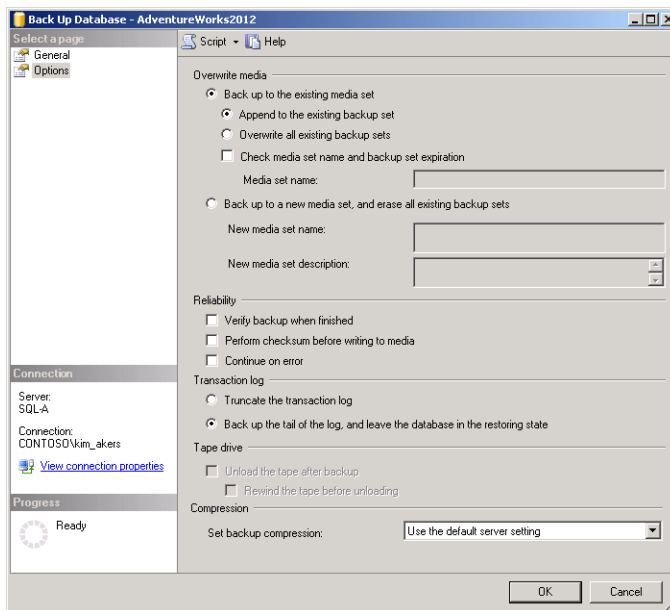 Back Up Database - AdventureWorks2012
Select a page
General
Options
Script Help
Overwrite media
Back up to the existing media set
Append to the existing backup set
Overwrite all existing backup sets
Check media set name and backup set expiration
Media set name:
Back up to a new media set, and erase all existing backup sets
New media set name:
New media set description:
Reliability
Verify backup when finished
Perform checksum before writing to media
Continue on error
Transaction log
Truncate the transaction log
Back up the tail of the log, and leave the database in the restoring state
Tape drive
Unload the tape after backup
Rewind the tape before unloading
Compression
Set backup compression: Use the default server setting
Connection
Server:
SQL-A
Connection:
CONTOSO\kim_akers
View connection properties
Progress
Ready
OK Cancel